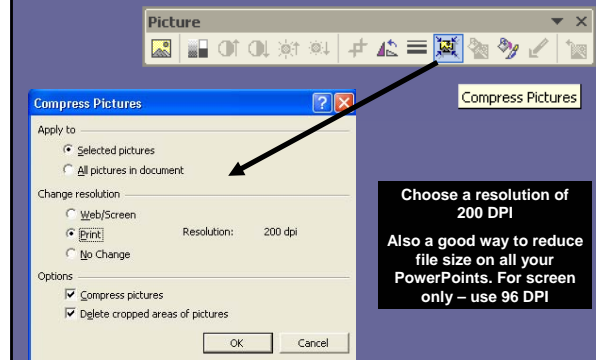 Picture
Compress Pictures
Compress Pictures
Apply to
Selected pictures
All pictures in document
Change resolution
Web/Screen
Print
Resolution: 200 dpi
No Change
Options
Compress pictures
Delete cropped areas of pictures
OK Cancel
Choose a resolution of
200 DPI
Also a good way to reduce
file size on all your
PowerPoints. For screen
only – use 96 DPI